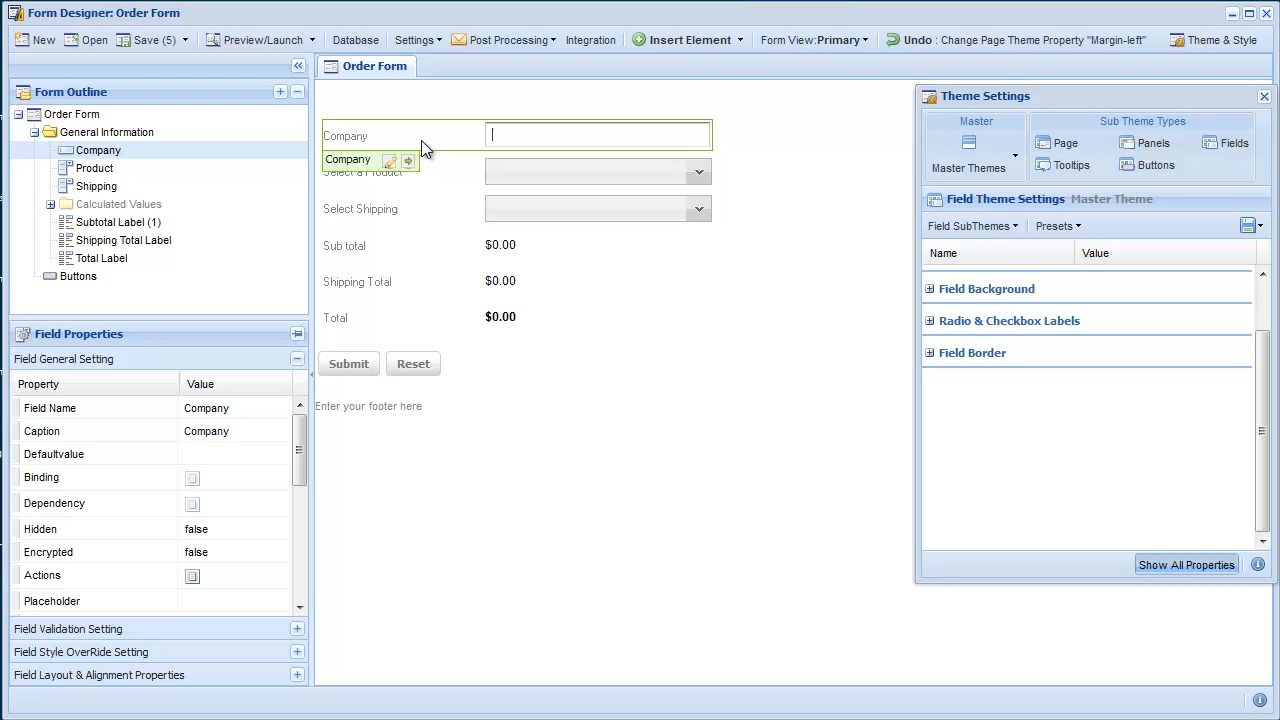 Form Designer: Order Form
New Open Save (5) Preview/Launch Database Settings Post Processing Integration Insert Element Form View:Primary Undo : Change Page Theme Property "Margin-left" Theme & Style
Form Outline
Order Form
General Information
Company
Product
Shipping
Calculated Values
Subtotal Label (1)
Shipping Total Label
Total Label
Buttons
Field Properties
Field General Setting
Property Value
Field Name Company
Caption Company
Defaultvalue
Binding
Dependency
Hidden false
Encrypted false
Actions
Placeholder
Field Validation Setting
Field Style OverRide Setting
Field Layout & Alignment Properties
Order Form
Company
Company
Select a Product
Select Shipping
Sub total $0.00
Shipping Total $0.00
Total $0.00
Submit Reset
Enter your footer here
Theme Settings
Master Sub Theme Types
Page Panels Fields
Master Themes Tooltips Buttons
Field Theme Settings Master Theme
Field SubThemes Presets
Name Value
Field Background
Radio & Checkbox Labels
Field Border
Show All Properties